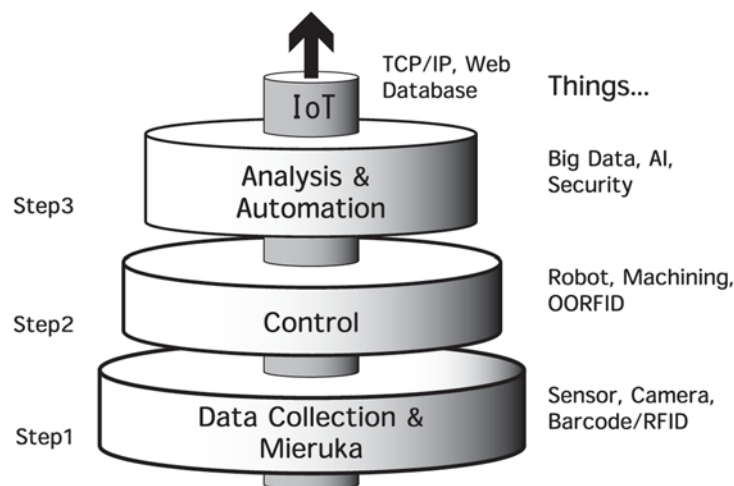 TCP/IP, Web
Database
Things...
IoT
Analysis &
Automation
Big Data, AI,
Security
Step3
Control
Robot, Machining,
OORFID
Step2
Data Collection &
Mieruka
Sensor, Camera,
Barcode/RFID
Step1